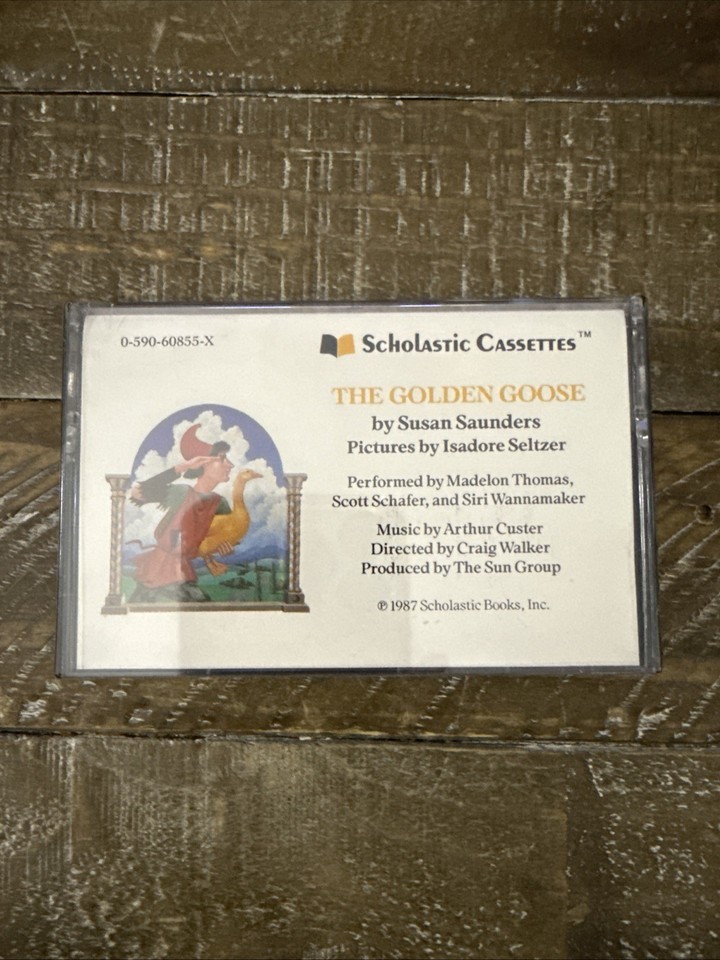 0-590-60855-X
Scholastic Cassettes™
THE GOLDEN GOOSE
by Susan Saunders
Pictures by Isadore Seltzer
Performed by Madelon Thomas,
Scott Schafer, and Siri Wannamaker
Music by Arthur Custer
Directed by Craig Walker
Produced by The Sun Group
℗ 1987 Scholastic Books, Inc.